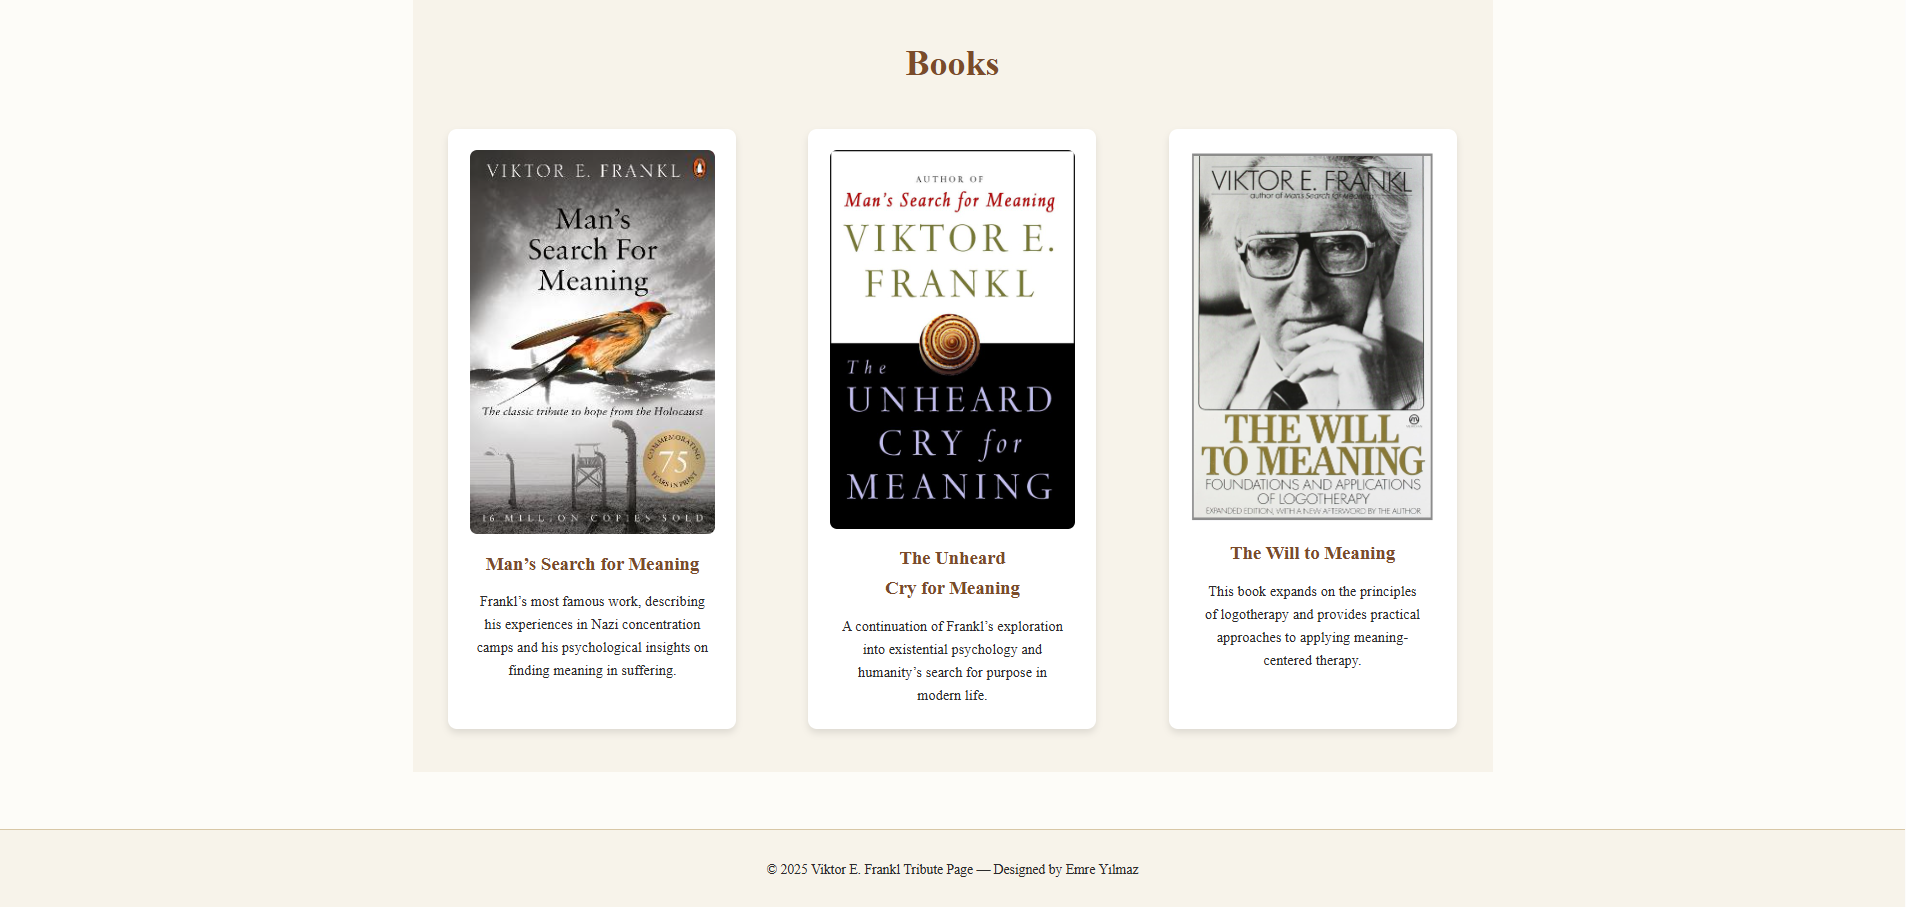 Books
VIKTOR E. FRANKL
Man’s
Search For
Meaning
The classic tribute to hope from the Holocaust
COMMEMORATING
75
YEARS IN PRINT
16 MILLION COPIES SOLD
Man’s Search for Meaning
Frankl’s most famous work, describing
his experiences in Nazi concentration
camps and his psychological insights on
finding meaning in suffering.
AUTHOR OF
Man’s Search for Meaning
VIKTOR E.
FRANKL
The
UNHEARD
CRY for
MEANING
The Unheard
Cry for Meaning
A continuation of Frankl’s exploration
into existential psychology and
humanity’s search for purpose in
modern life.
VIKTOR E. FRANKL
author of Man's Search for Meaning
THE WILL
TO MEANING
FOUNDATIONS AND APPLICATIONS
OF LOGOTHERAPY
EXPANDED EDITION, WITH A NEW AFTERWORD BY THE AUTHOR
The Will to Meaning
This book expands on the principles
of logotherapy and provides practical
approaches to applying meaning-
centered therapy.
© 2025 Viktor E. Frankl Tribute Page — Designed by Emre Yılmaz